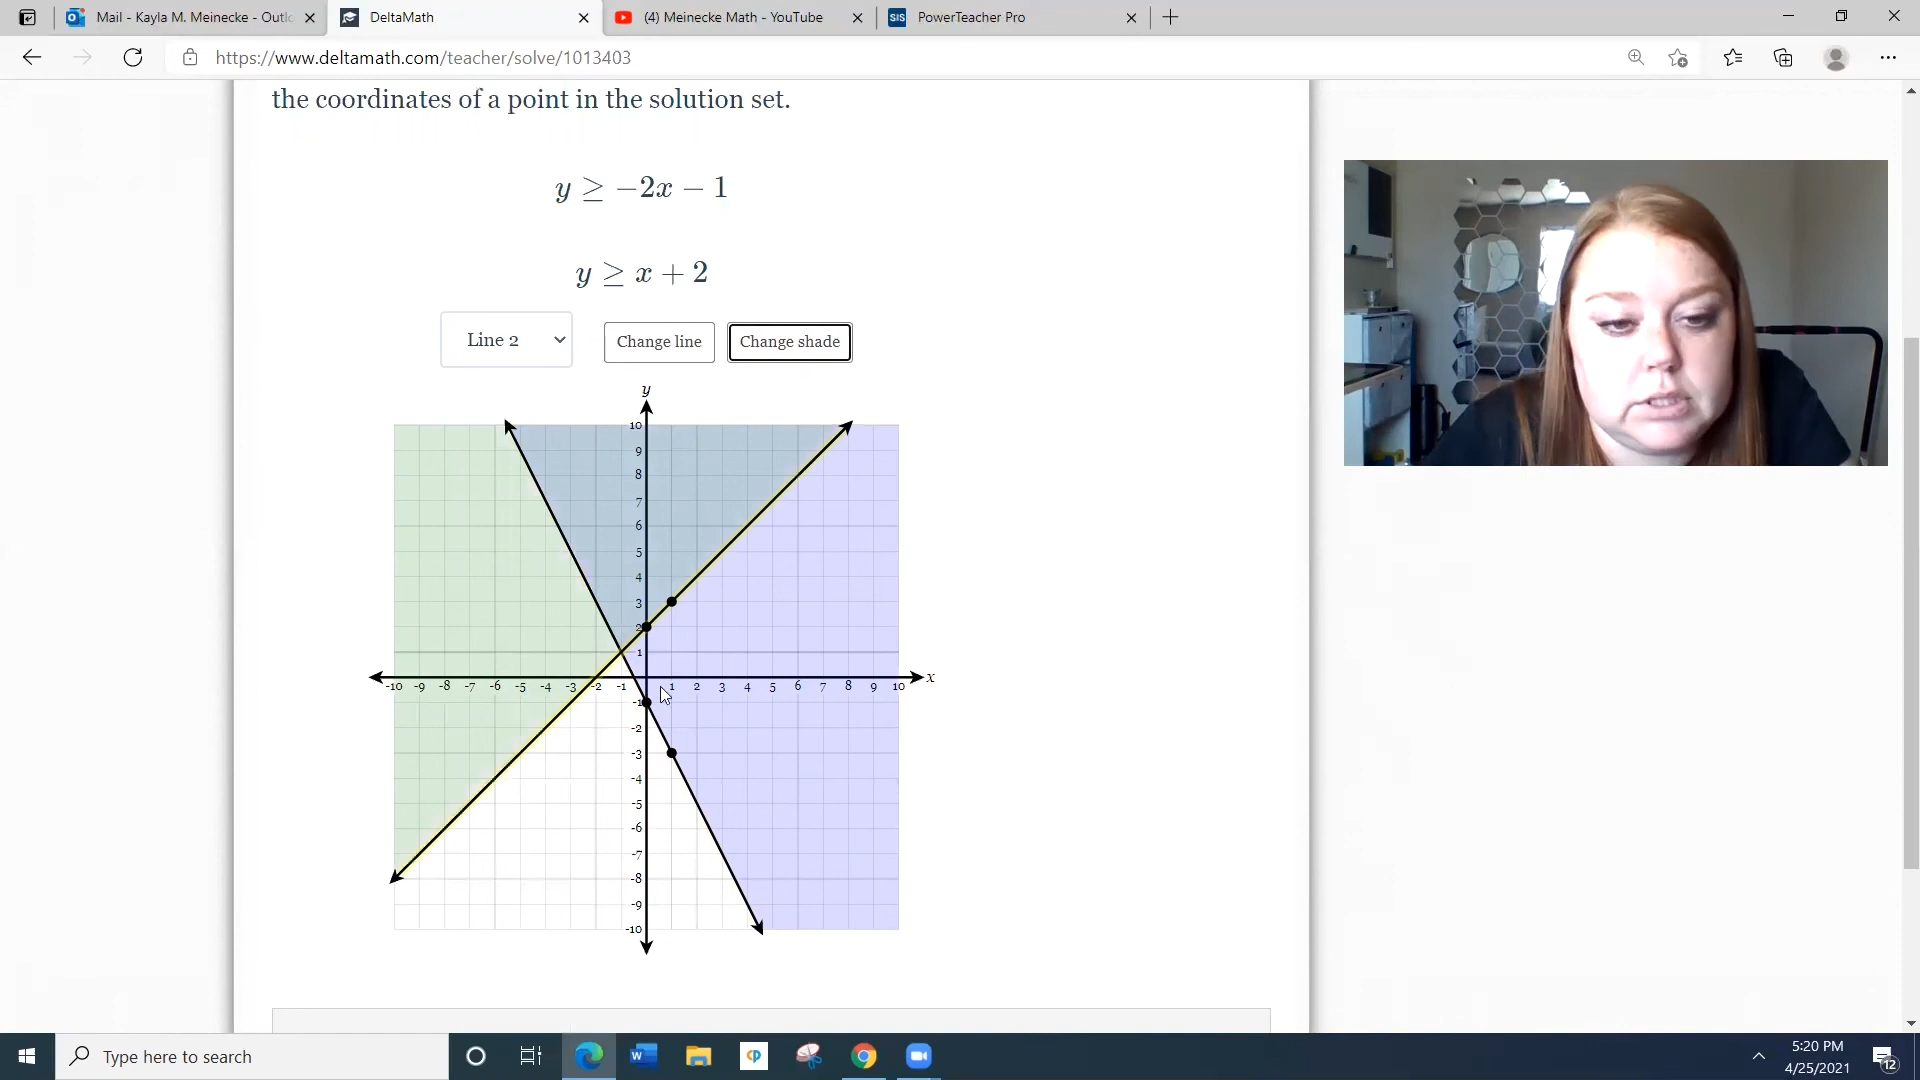 Mail - Kayla M. Meinecke - Outlo
DeltaMath
(4) Meinecke Math - YouTube
SIS
PowerTeacher Pro
https://www.deltamath.com/teacher/solve/1013403
the coordinates of a point in the solution set.
y ≥ −2x − 1
y ≥ x + 2
Line 2
Change line
Change shade
y
10
9
8
7
6
5
4
3
2
1
-10 -9 -8 -7 -6 -5 -4 -3 -2 -1 1 2 3 4 5 6 7 8 9 10 x
-1
-2
-3
-4
-5
-6
-7
-8
-9
-10
Type here to search
5:20 PM
4/25/2021
12